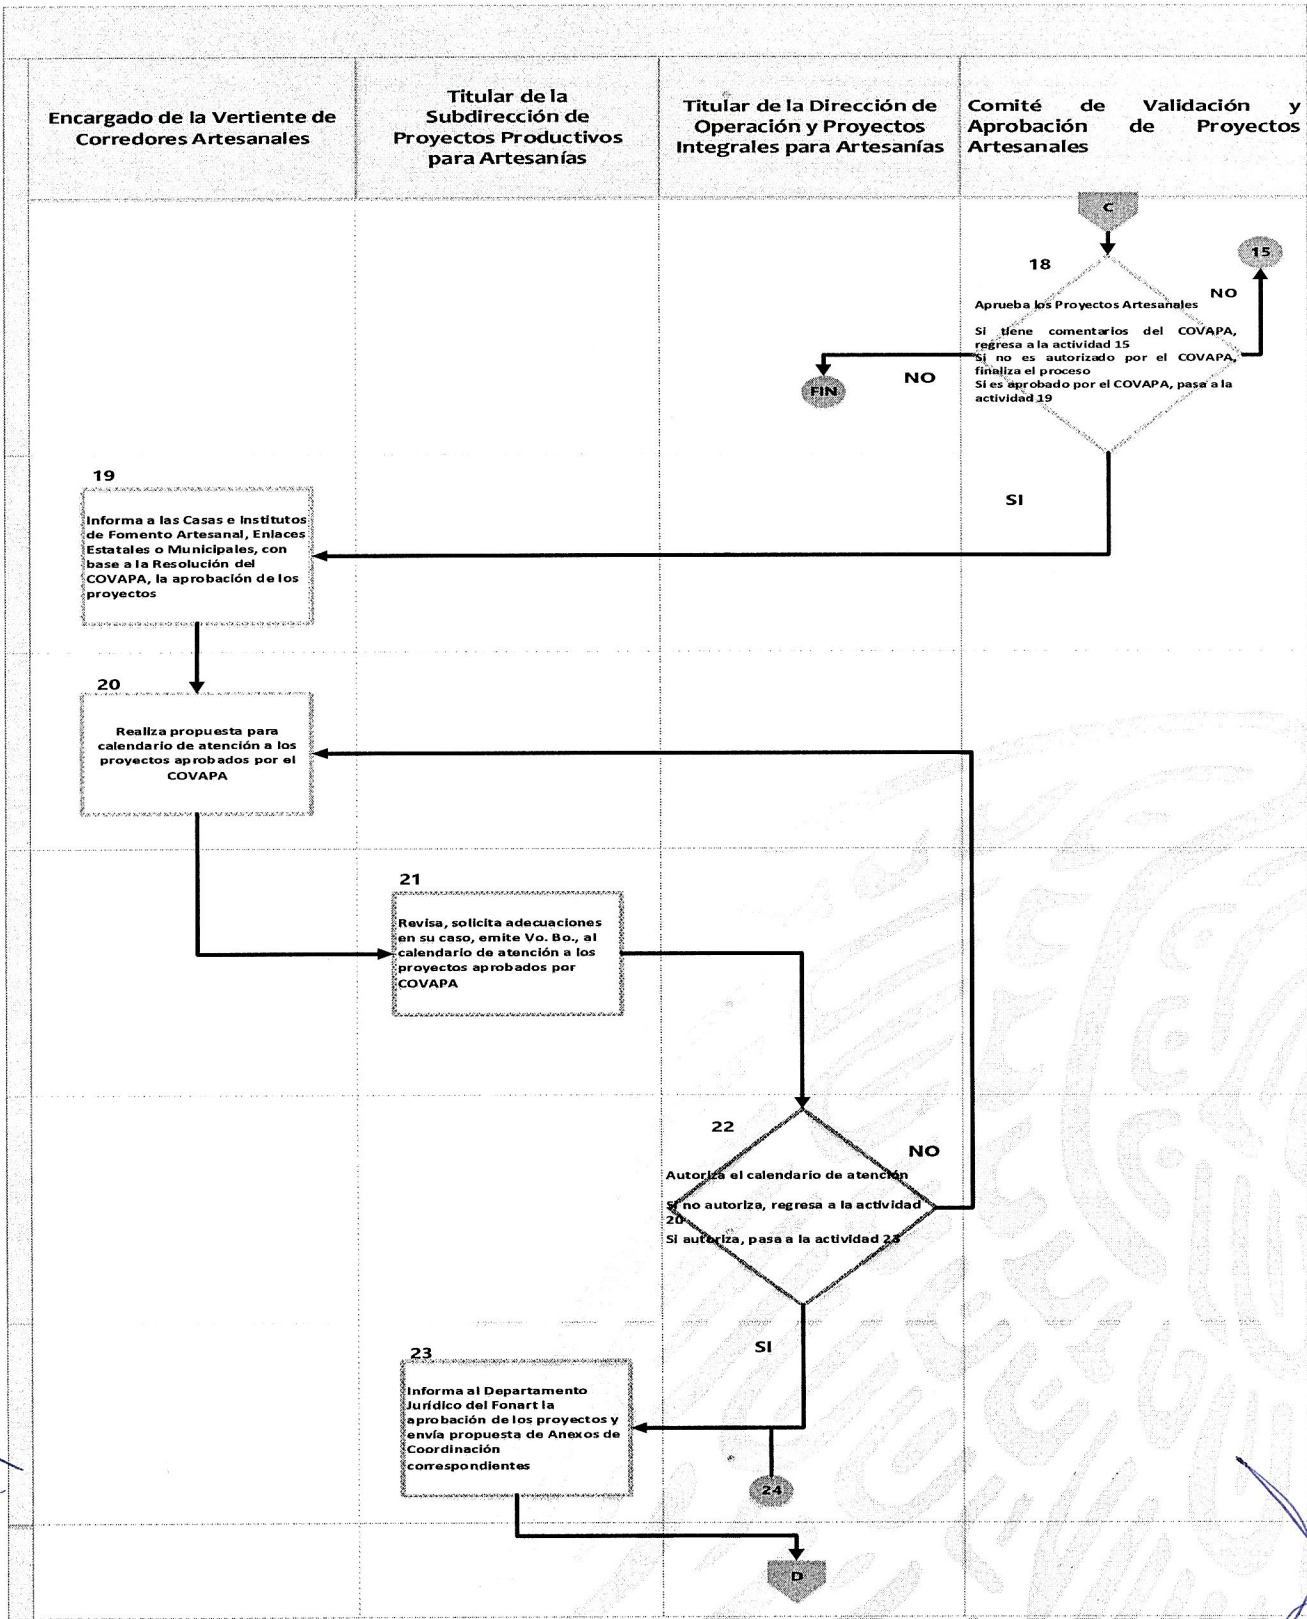 Encargado de la Vertiente de
Corredores Artesanales
Titular de la
Subdirección de
Proyectos Productivos
para Artesanías
Titular de la Dirección de
Operación y Proyectos
Integrales para Artesanías
Comité de Validación y
Aprobación de Proyectos
Artesanales
C
18
15
NO
Aprueba los Proyectos Artesanales
Si tiene comentarios del COVAPA,
regresa a la actividad 15
Si no es autorizado por el COVAPA,
finaliza el proceso
Si es aprobado por el COVAPA, pasa a la
actividad 19
NO
FIN
SI
19
Informa a las Casas e Institutos
de Fomento Artesanal, Enlaces
Estatales o Municipales, con
base a la Resolución del
COVAPA, la aprobación de los
proyectos
20
Realiza propuesta para
calendario de atención a los
proyectos aprobados por el
COVAPA
21
Revisa, solicita adecuaciones
en su caso, emite Vo. Bo., al
calendario de atención a los
proyectos aprobados por
COVAPA
22
NO
Autoriza el calendario de atención
Si no autoriza, regresa a la actividad
20
Si autoriza, pasa a la actividad 23
SI
23
Informa al Departamento
Jurídico del Fonart la
aprobación de los proyectos y
envía propuesta de Anexos de
Coordinación
correspondientes
24
D